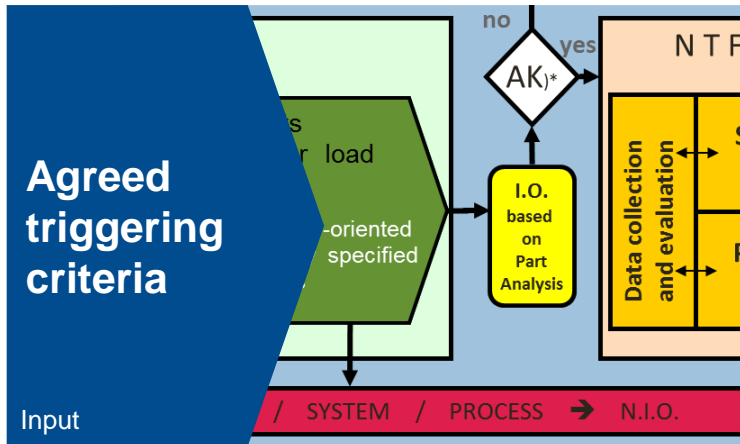 Agreed
triggering
criteria
Input
load
-oriented
specified
I.O.
based
on
Part
Analysis
no
yes
AK)*
N T F
Data collection
and evaluation
/ SYSTEM / PROCESS ➔ N.I.O.